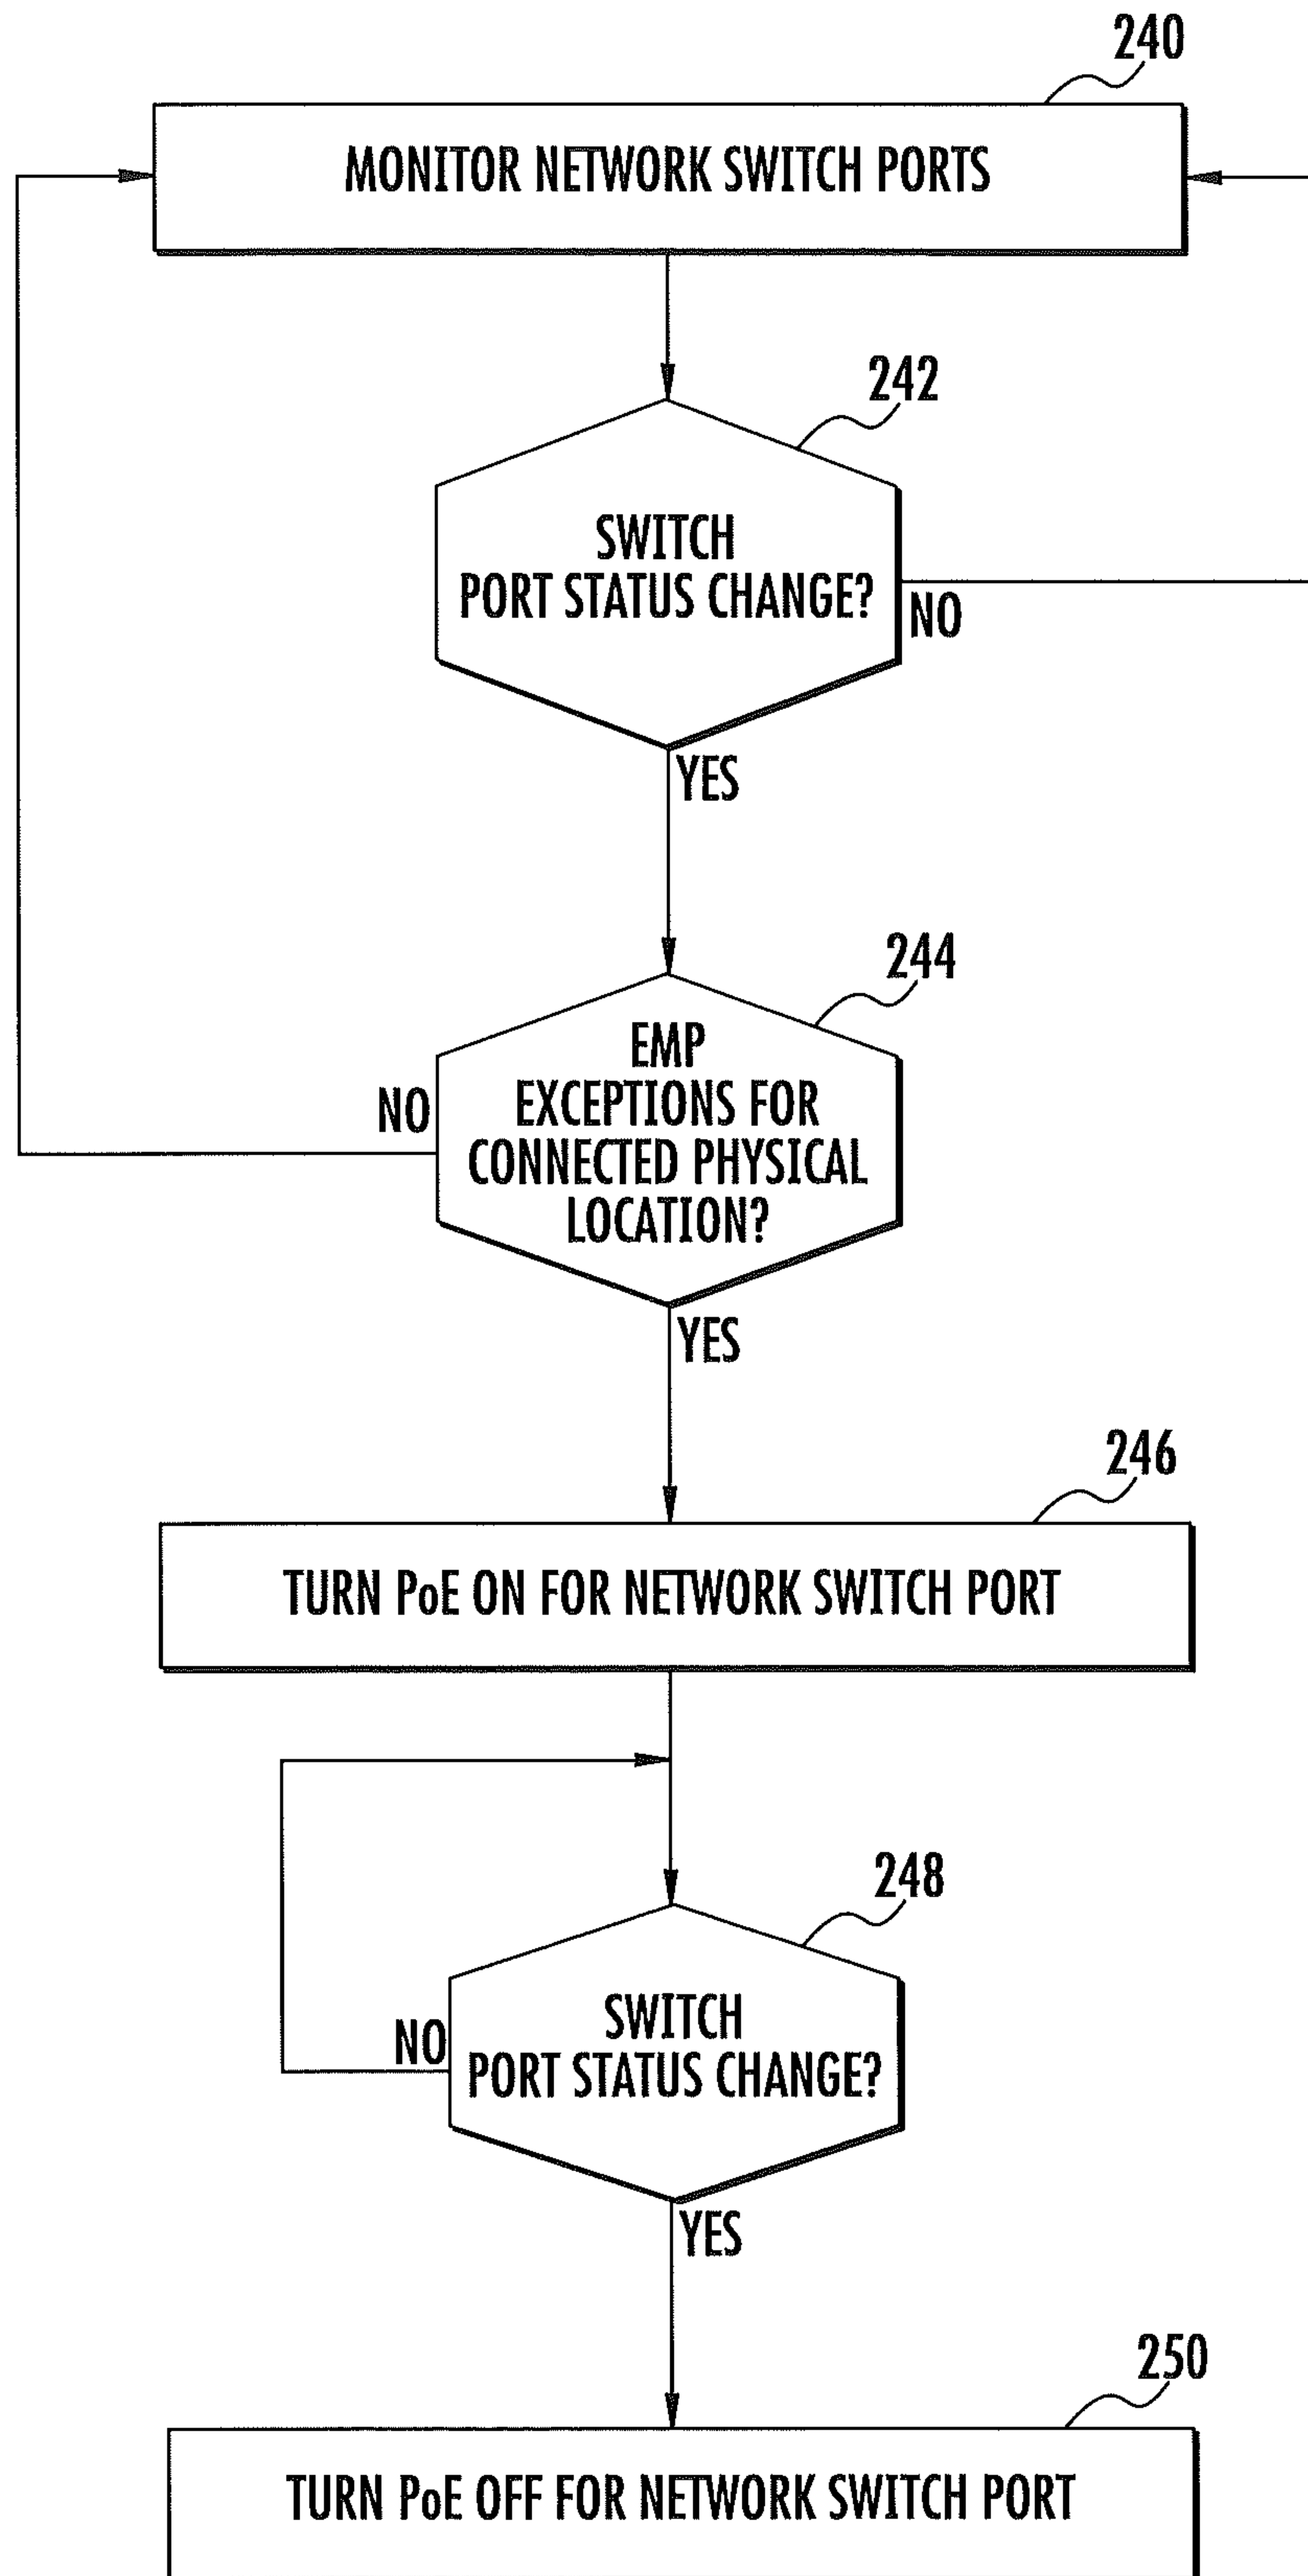 240
MONITOR NETWORK SWITCH PORTS
242
SWITCH
PORT STATUS CHANGE?
NO
YES
244
EMP
EXCEPTIONS FOR
CONNECTED PHYSICAL
LOCATION?
NO
YES
246
TURN PoE ON FOR NETWORK SWITCH PORT
248
SWITCH
PORT STATUS CHANGE?
NO
YES
250
TURN PoE OFF FOR NETWORK SWITCH PORT